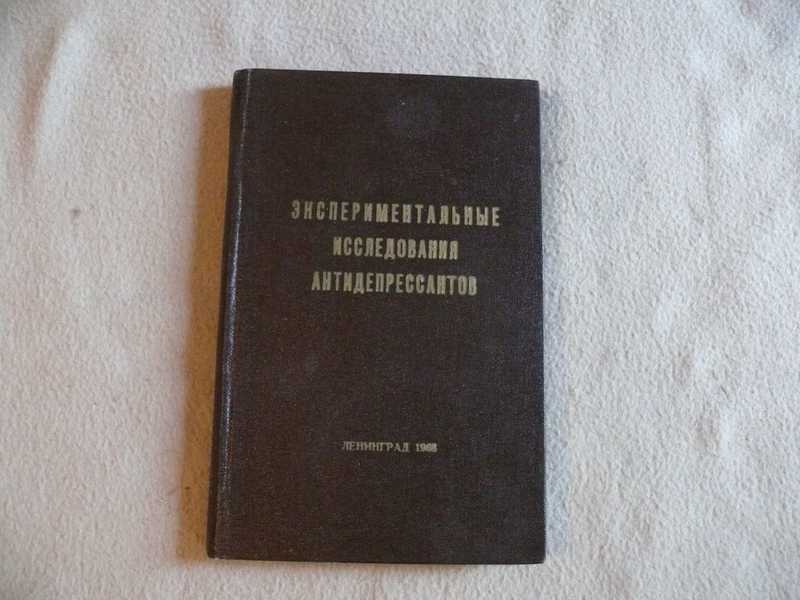 ЭКСПЕРИМЕНТАЛЬНЫЕ
ИССЛЕДОВАНИЯ
АНТИДЕПРЕССАНТОВ
ЛЕНИНГРАД 1968